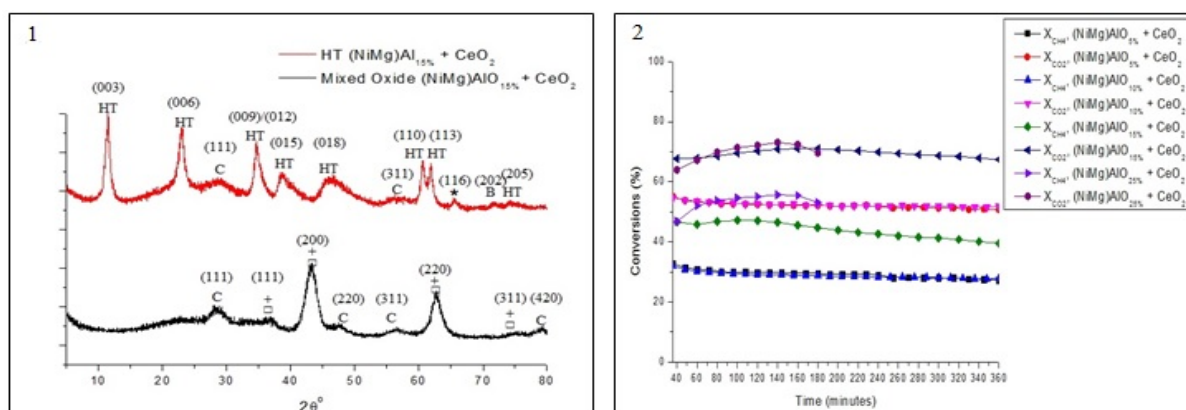 1
HT (NiMg)Al15% + CeO2
Mixed Oxide (NiMg)AlO15% + CeO2
(003)
HT
(006)
HT
(111)
C
(009)/(012)
HT
(015)
HT
(018)
HT
(311)
C
(110) (113)
HT HT
(116)
*
(202)
B
(205)
HT
(111)
C
(111)
□+
(200)
□+
(220)
C
(311)
C
(220)
□+
(311)
□+
(420)
C
10 20 30 40 50 60 70 80
2θ°
2
XCH4, (NiMg)AlO5% + CeO2
XCO2, (NiMg)AlO5% + CeO2
XCH4, (NiMg)AlO10% + CeO2
XCO2, (NiMg)AlO10% + CeO2
XCH4, (NiMg)AlO15% + CeO2
XCO2, (NiMg)AlO15% + CeO2
XCH4, (NiMg)AlO25% + CeO2
XCO2, (NiMg)AlO25% + CeO2
Conversions (%)
100
80
60
40
20
0
40 60 80 100 120 140 160 180 200 220 240 260 280 300 320 340 360
Time (minutes)